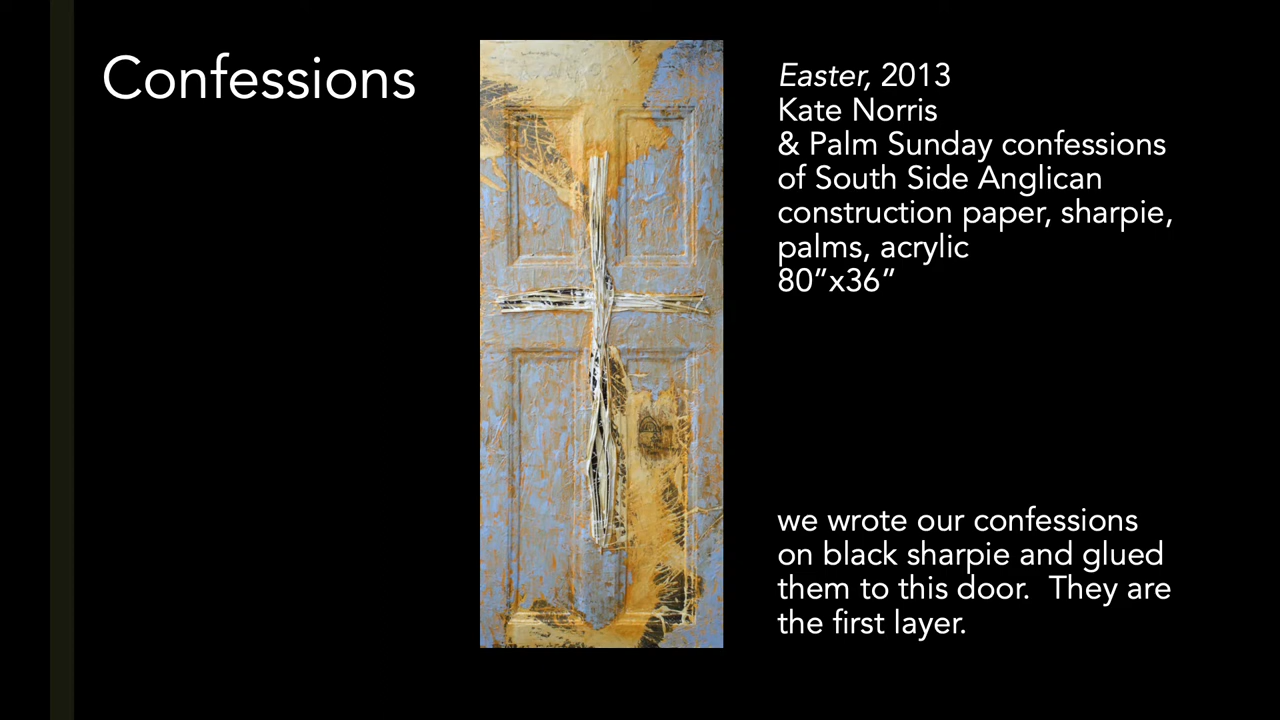 Confessions
Easter, 2013
Kate Norris
& Palm Sunday confessions
of South Side Anglican
construction paper, sharpie,
palms, acrylic
80”x36”
we wrote our confessions
on black sharpie and glued
them to this door.  They are
the first layer.